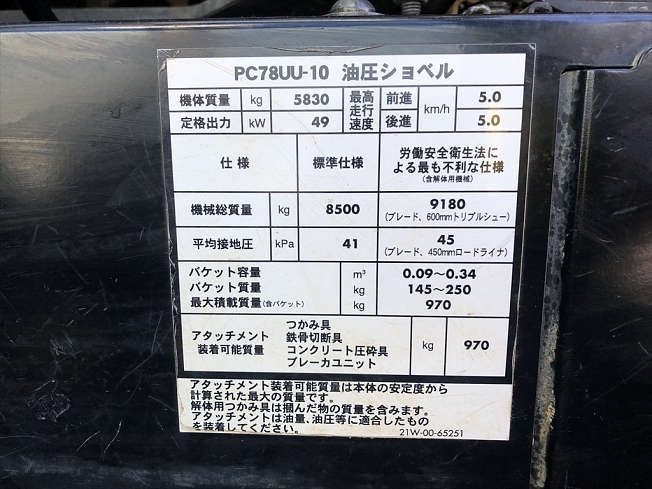 PC78UU-10 油圧ショベル
機体質量 kg 5830 最高走行速度 前進 km/h 5.0
定格出力 kW 49 後進 5.0
仕様 標準仕様 労働安全衛生法による最も不利な仕様
(含解体用機械)
機械総質量 kg 8500 9180
(ブレード、600mmトリプルシュー)
平均接地圧 kPa 41 45
(ブレード、450mmロードライナ)
バケット容量 m³ 0.09～0.34
バケット質量 kg 145～250
最大積載質量(含バケット) kg 970
アタッチメント装着可能質量 つかみ具 kg 970
鉄骨切断具
コンクリート圧砕具
ブレーカユニット
アタッチメント装着可能質量は本体の安定度から
計算された最大の質量です。
解体用つかみ具は掴んだ物の質量を含みます。
アタッチメントは油量、油圧等に適合したもの
を装着してください。 21W-00-65251